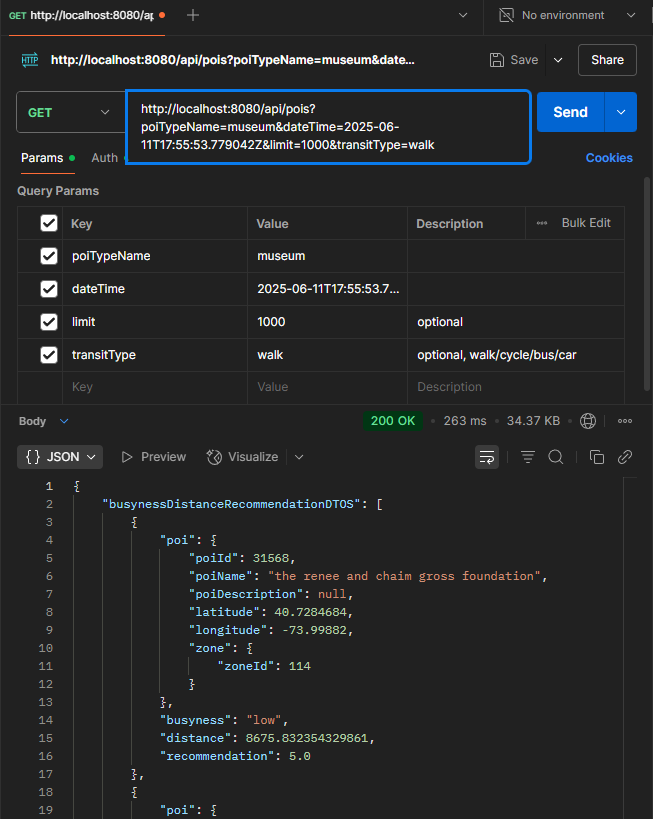 GET http://localhost:8080/ap
No environment
HTTP http://localhost:8080/api/pois?poiTypeName=museum&date...
Save
Share
GET
http://localhost:8080/api/pois?
poiTypeName=museum&dateTime=2025-06-
11T17:55:53.779042Z&limit=1000&transitType=walk
Send
Params Auth
Cookies
Query Params
Key Value Description Bulk Edit
poiTypeName museum
dateTime 2025-06-11T17:55:53.7...
limit 1000 optional
transitType walk optional, walk/cycle/bus/car
Key Value Description
Body 200 OK 263 ms 34.37 KB
{} JSON Preview Visualize
1 {
2 "busynessDistanceRecommendationDTOS": [
3 {
4 "poi": {
5 "poiId": 31568,
6 "poiName": "the renee and chaim gross foundation",
7 "poiDescription": null,
8 "latitude": 40.7284684,
9 "longitude": -73.99882,
10 "zone": {
11 "zoneId": 114
12 }
13 },
14 "busyness": "low",
15 "distance": 8675.832354329861,
16 "recommendation": 5.0
17 },
18 {
19 "poi": {